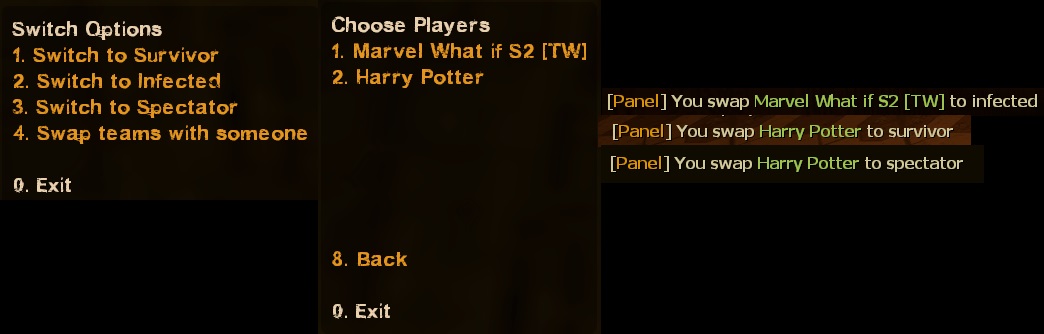 Switch Options
1. Switch to Survivor
2. Switch to Infected
3. Switch to Spectator
4. Swap teams with someone
0. Exit
Choose Players
1. Marvel What if S2 [TW]
2. Harry Potter
8. Back
0. Exit
[Panel] You swap Marvel What if S2 [TW] to infected
[Panel] You swap Harry Potter to survivor
[Panel] You swap Harry Potter to spectator